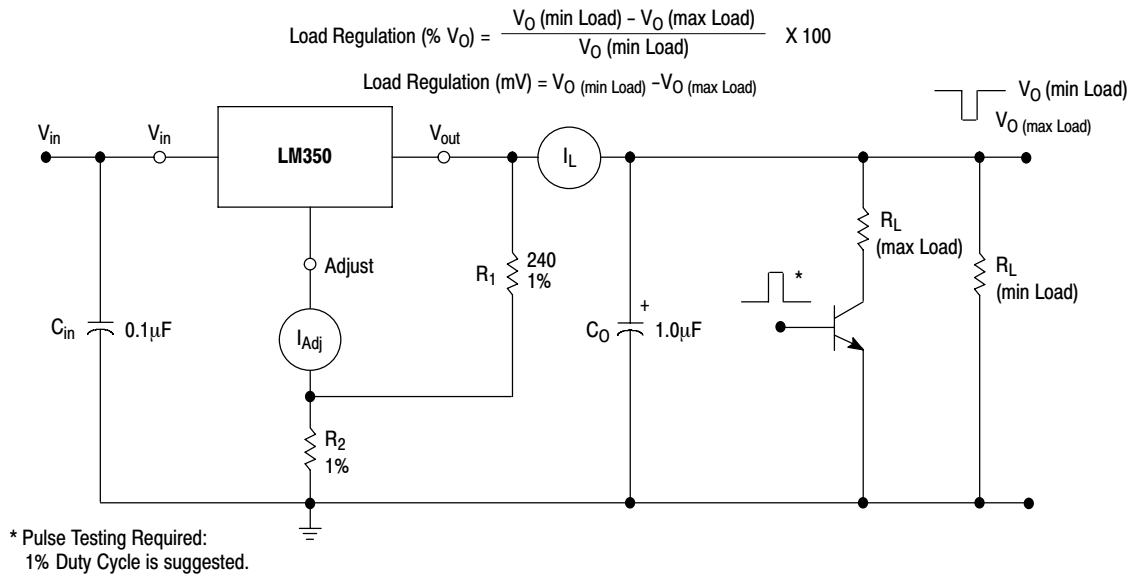 Load Regulation (% VO) = VO (min Load) – VO (max Load)
VO (min Load)
X 100
Load Regulation (mV) = VO (min Load) –VO (max Load)
VO (min Load)
VO (max Load)
Vin
Vin
LM350
Vout
IL
RL
(max Load)
RL
(min Load)
Adjust
R1
240
1%
*
Cin
0.1µF
IAdj
CO
+
1.0µF
R2
1%
* Pulse Testing Required:
1% Duty Cycle is suggested.